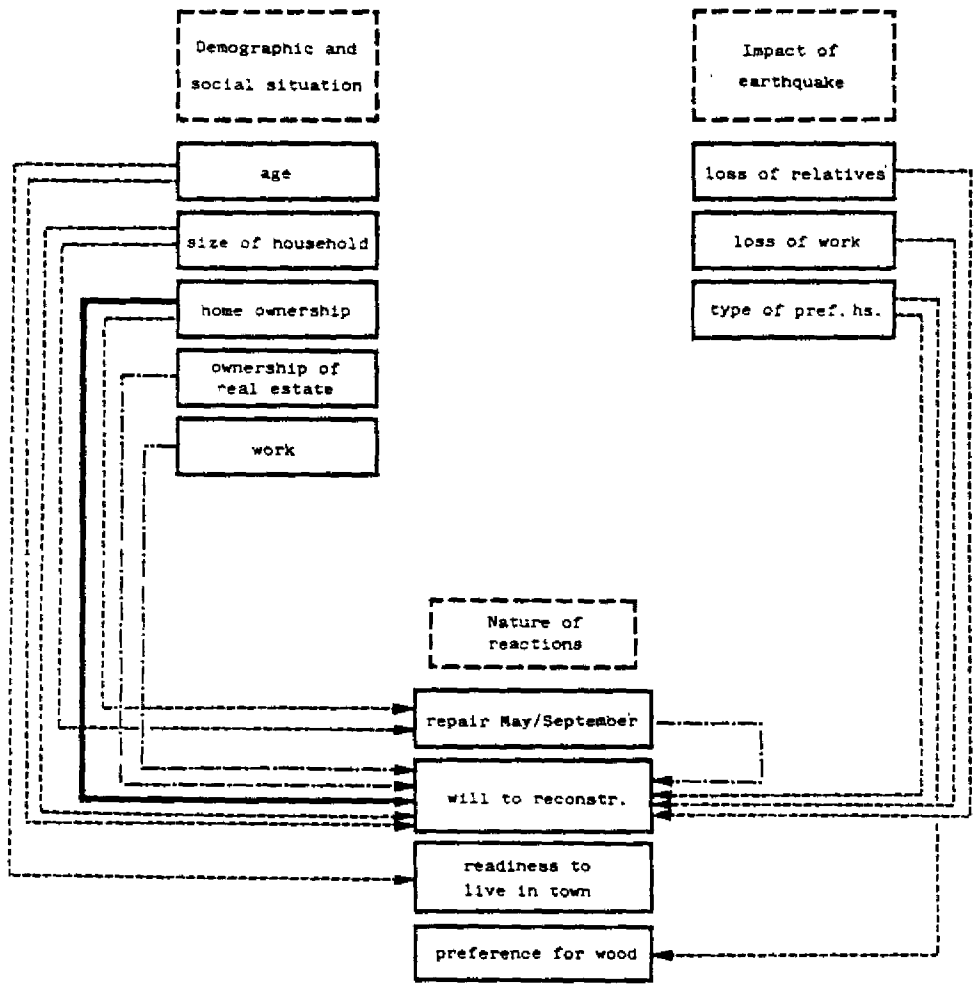 Demographic and
social situation
age
size of household
home ownership
ownership of
real estate
work
Impact of
earthquake
loss of relatives
loss of work
type of pref. hs.
Nature of
reactions
repair May/September
will to reconstr.
readiness to
live in town
preference for wood